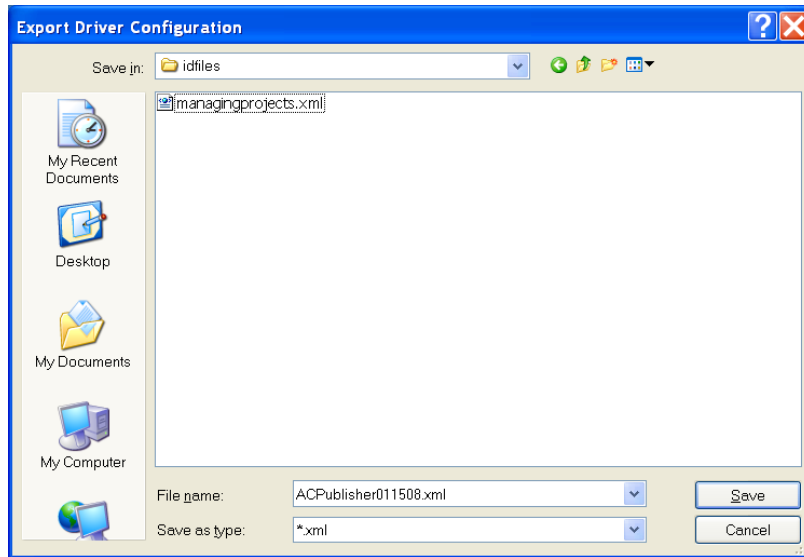 Export Driver Configuration
Save in:
idfiles
managingprojects.xml
My Recent
Documents
Desktop
My Documents
My Computer
File name:
ACPublisher011508.xml
Save
Save as type:
*.xml
Cancel